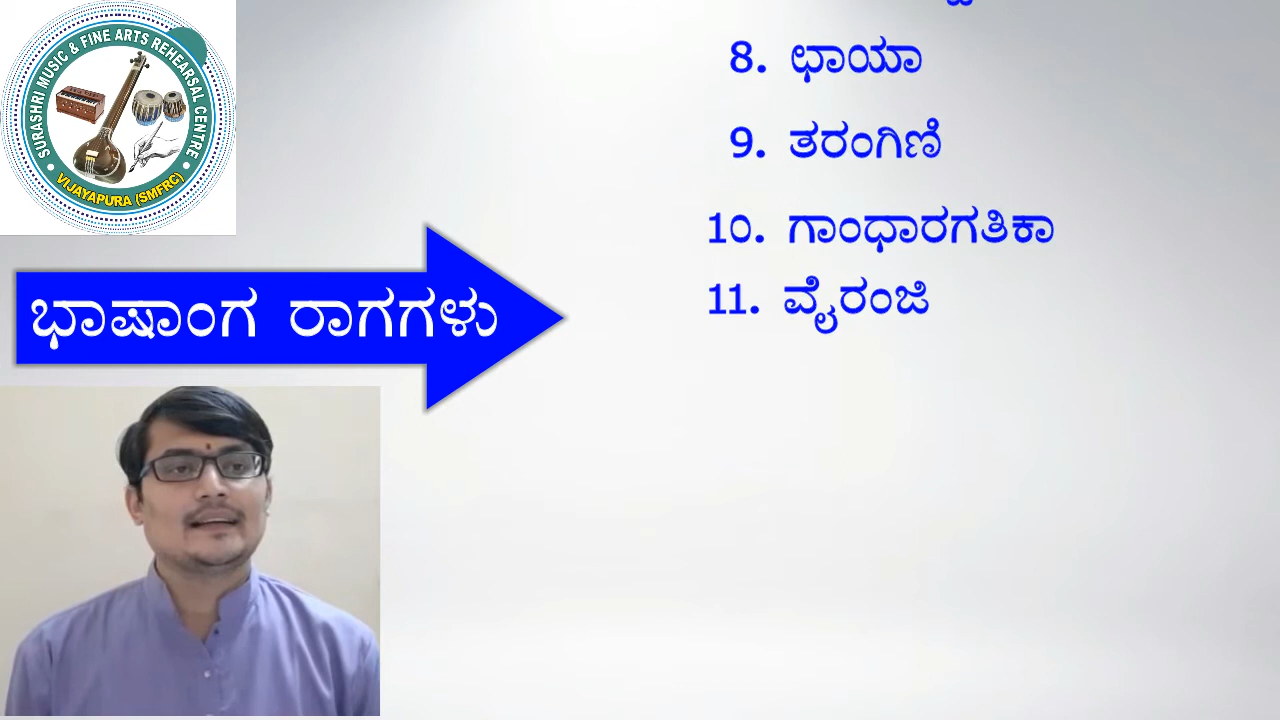 SURASHRI MUSIC & FINE ARTS REHEARSAL CENTRE
VIJAYAPURA (SMFRC)
8. ಛಾಯಾ
9. ತರಂಗಿಣಿ
10. ಗಾಂಧಾರಗತಿಕಾ
11. ವೈರಂಜಿ
ಭಾಷಾಂಗ ರಾಗಗಳು